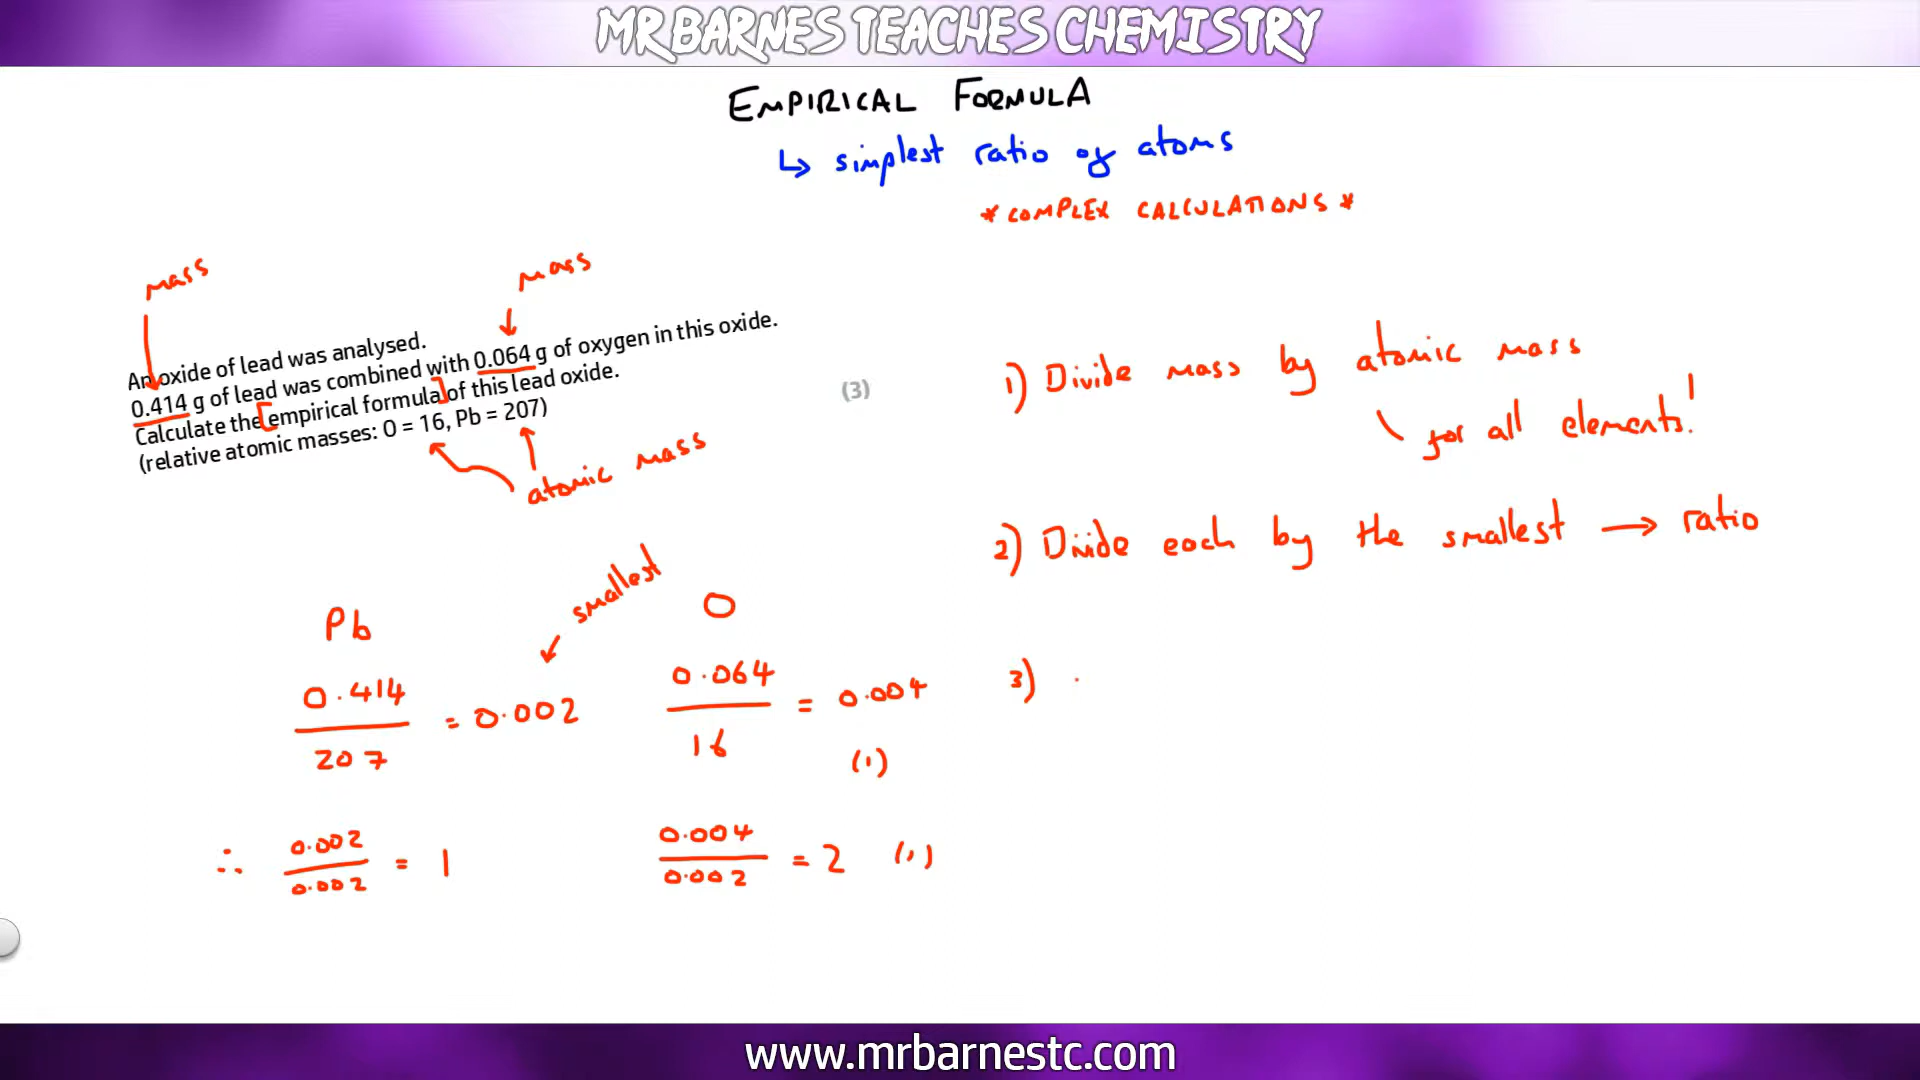 MR BARNES TEACHES CHEMISTRY
EMPIRICAL FORMULA
↳ simplest ratio of atoms
* COMPLEX CALCULATIONS *
mass
mass
An oxide of lead was analysed.
0.414 g of lead was combined with 0.064 g of oxygen in this oxide.
Calculate the [empirical formula] of this lead oxide.
(relative atomic masses: O = 16, Pb = 207)
(3)
atomic mass
1) Divide mass by atomic mass
for all elements!
2) Divide each by the smallest → ratio
3)
smallest
Pb
0.414
207
= 0.002
O
0.064
16
= 0.004
(1)
∴ 0.002
0.002
= 1
0.004
0.002
= 2 (1)
www.mrbarnestc.com